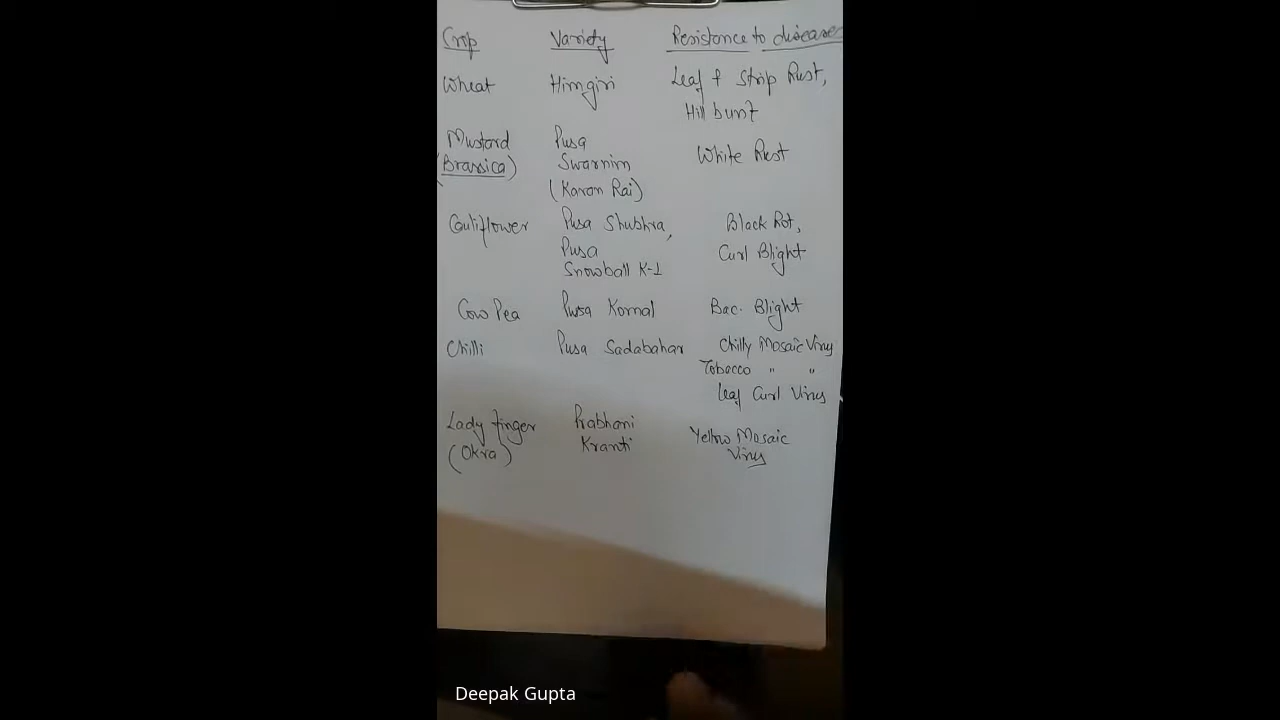 Crop Variety Resistance to diseases
Wheat Himgiri Leaf & Strip Rust,
Hill bunt
Mustard Pusa
(Brassica) Swarnim White Rust
(Karan Rai)
Cauliflower Pusa Shubhra, Black Rot,
Pusa Curl Blight
Snowball K-1
Cow Pea Pusa Komal Bac. Blight
Chilli Pusa Sadabahar Chilly Mosaic Virus
Tobacco " "
Leaf Curl Virus
Lady finger Prabhani Yellow Mosaic
(Okra) Kranti Virus
Deepak Gupta